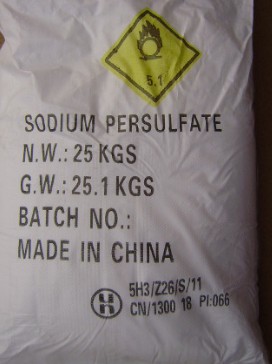 5.1
SODIUM PERSULFATE
N.W.: 25 KGS
G.W.: 25.1 KGS
BATCH NO.:
MADE IN CHINA
5H3/Z26/S/11
CN/1300 18 PI:066